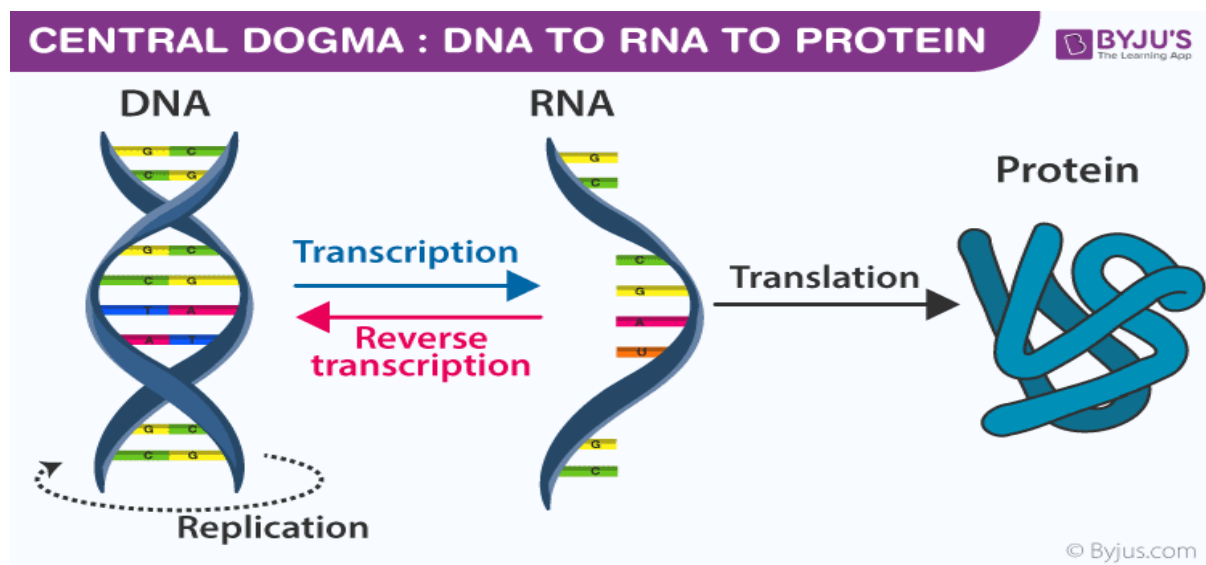 CENTRAL DOGMA : DNA TO RNA TO PROTEIN
BYJU'S
The Learning App
DNA
RNA
Protein
G C
C G
G C
C G
T A
A T
G C
C G
Replication
Transcription
Reverse
transcription
G
C
C
G
A
U
G
C
Translation
© Byjus.com